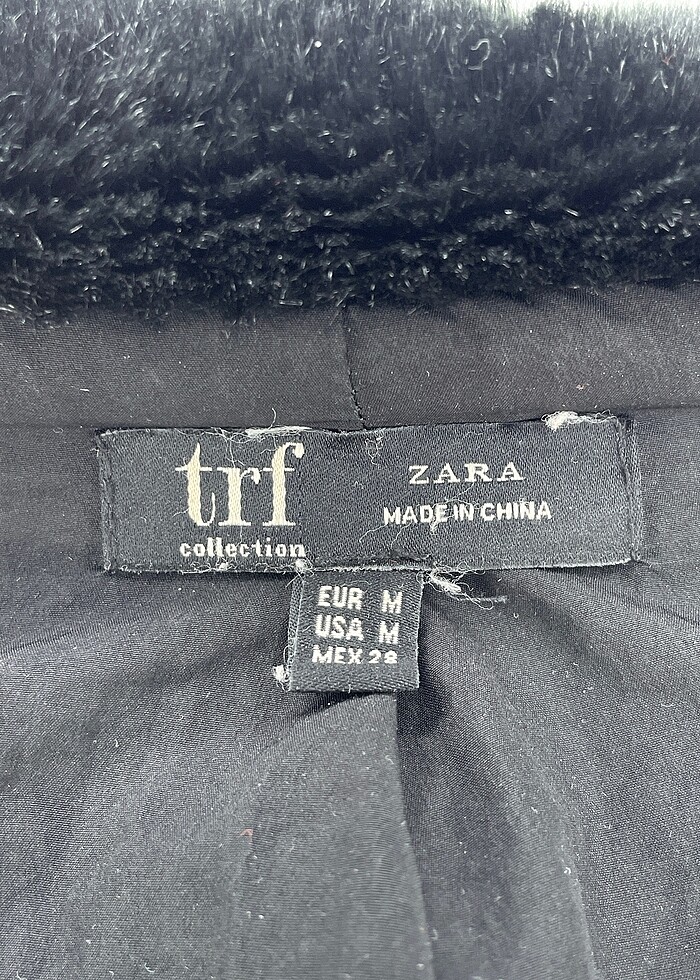 trf
collection
ZARA
MADE IN CHINA
EUR M
USA M
MEX 28